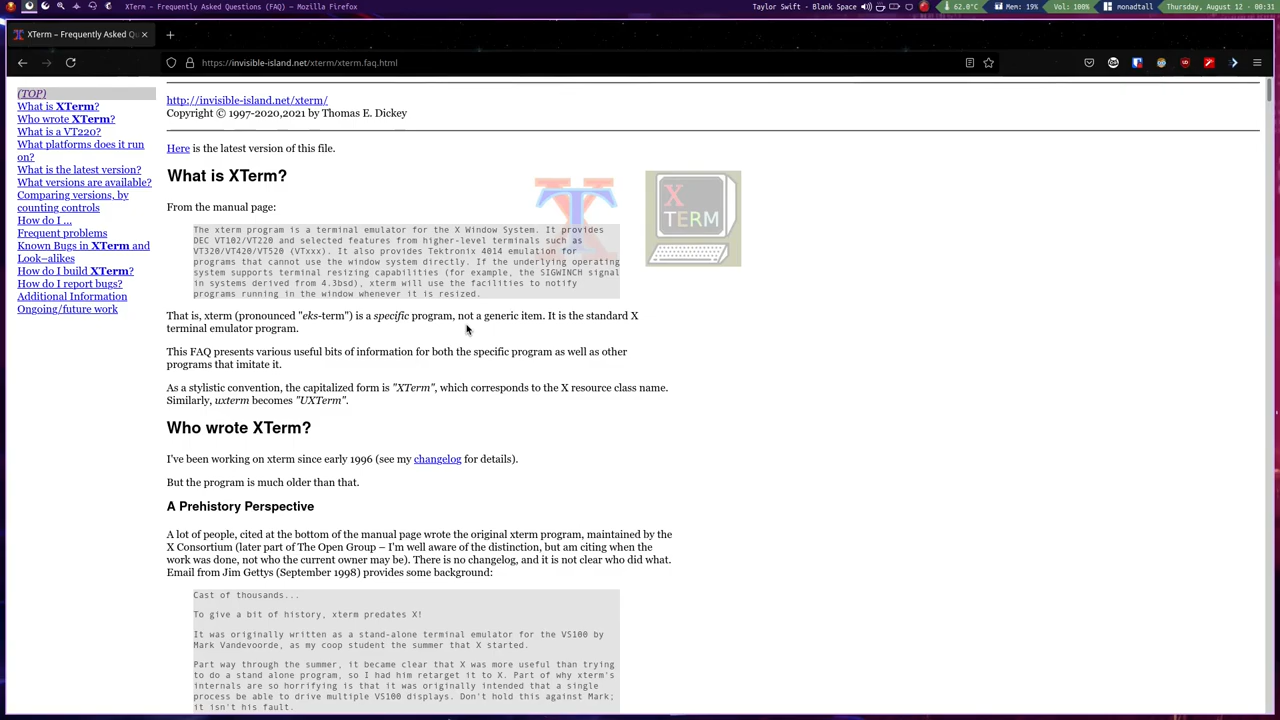 XTerm – Frequently Asked Questions (FAQ) — Mozilla Firefox
Taylor Swift - Blank Space
62.0°C
Mem: 19%
Vol: 100%
monadtall
Thursday, August 12 - 00:31
XTerm – Frequently Asked Qu
https://invisible-island.net/xterm/xterm.faq.html
(TOP)
What is XTerm?
Who wrote XTerm?
What is a VT220?
What platforms does it run
on?
What is the latest version?
What versions are available?
Comparing versions, by
counting controls
How do I ...
Frequent problems
Known Bugs in XTerm and
Look–alikes
How do I build XTerm?
How do I report bugs?
Additional Information
Ongoing/future work
http://invisible-island.net/xterm/
Copyright © 1997-2020,2021 by Thomas E. Dickey
Here is the latest version of this file.
What is XTerm?
X
TERM
From the manual page:
The xterm program is a terminal emulator for the X Window System. It provides
DEC VT102/VT220 and selected features from higher-level terminals such as
VT320/VT420/VT520 (VTxxx). It also provides Tektronix 4014 emulation for
programs that cannot use the window system directly. If the underlying operating
system supports terminal resizing capabilities (for example, the SIGWINCH signal
in systems derived from 4.3bsd), xterm will use the facilities to notify
programs running in the window whenever it is resized.
That is, xterm (pronounced "eks-term") is a specific program, not a generic item. It is the standard X
terminal emulator program.
This FAQ presents various useful bits of information for both the specific program as well as other
programs that imitate it.
As a stylistic convention, the capitalized form is "XTerm", which corresponds to the X resource class name.
Similarly, uxterm becomes "UXTerm".
Who wrote XTerm?
I've been working on xterm since early 1996 (see my changelog for details).
But the program is much older than that.
A Prehistory Perspective
A lot of people, cited at the bottom of the manual page wrote the original xterm program, maintained by the
X Consortium (later part of The Open Group – I'm well aware of the distinction, but am citing when the
work was done, not who the current owner may be). There is no changelog, and it is not clear who did what.
Email from Jim Gettys (September 1998) provides some background:
Cast of thousands...
To give a bit of history, xterm predates X!
It was originally written as a stand-alone terminal emulator for the VS100 by
Mark Vandevoorde, as my coop student the summer that X started.
Part way through the summer, it became clear that X was more useful than trying
to do a stand alone program, so I had him retarget it to X. Part of why xterm's
internals are so horrifying is that it was originally intended that a single
process be able to drive multiple VS100 displays. Don't hold this against Mark;
it isn't his fault.